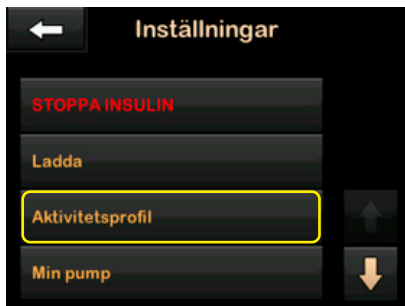 Inställningar
STOPPA INSULIN
Ladda
Aktivitetsprofil
Min pump